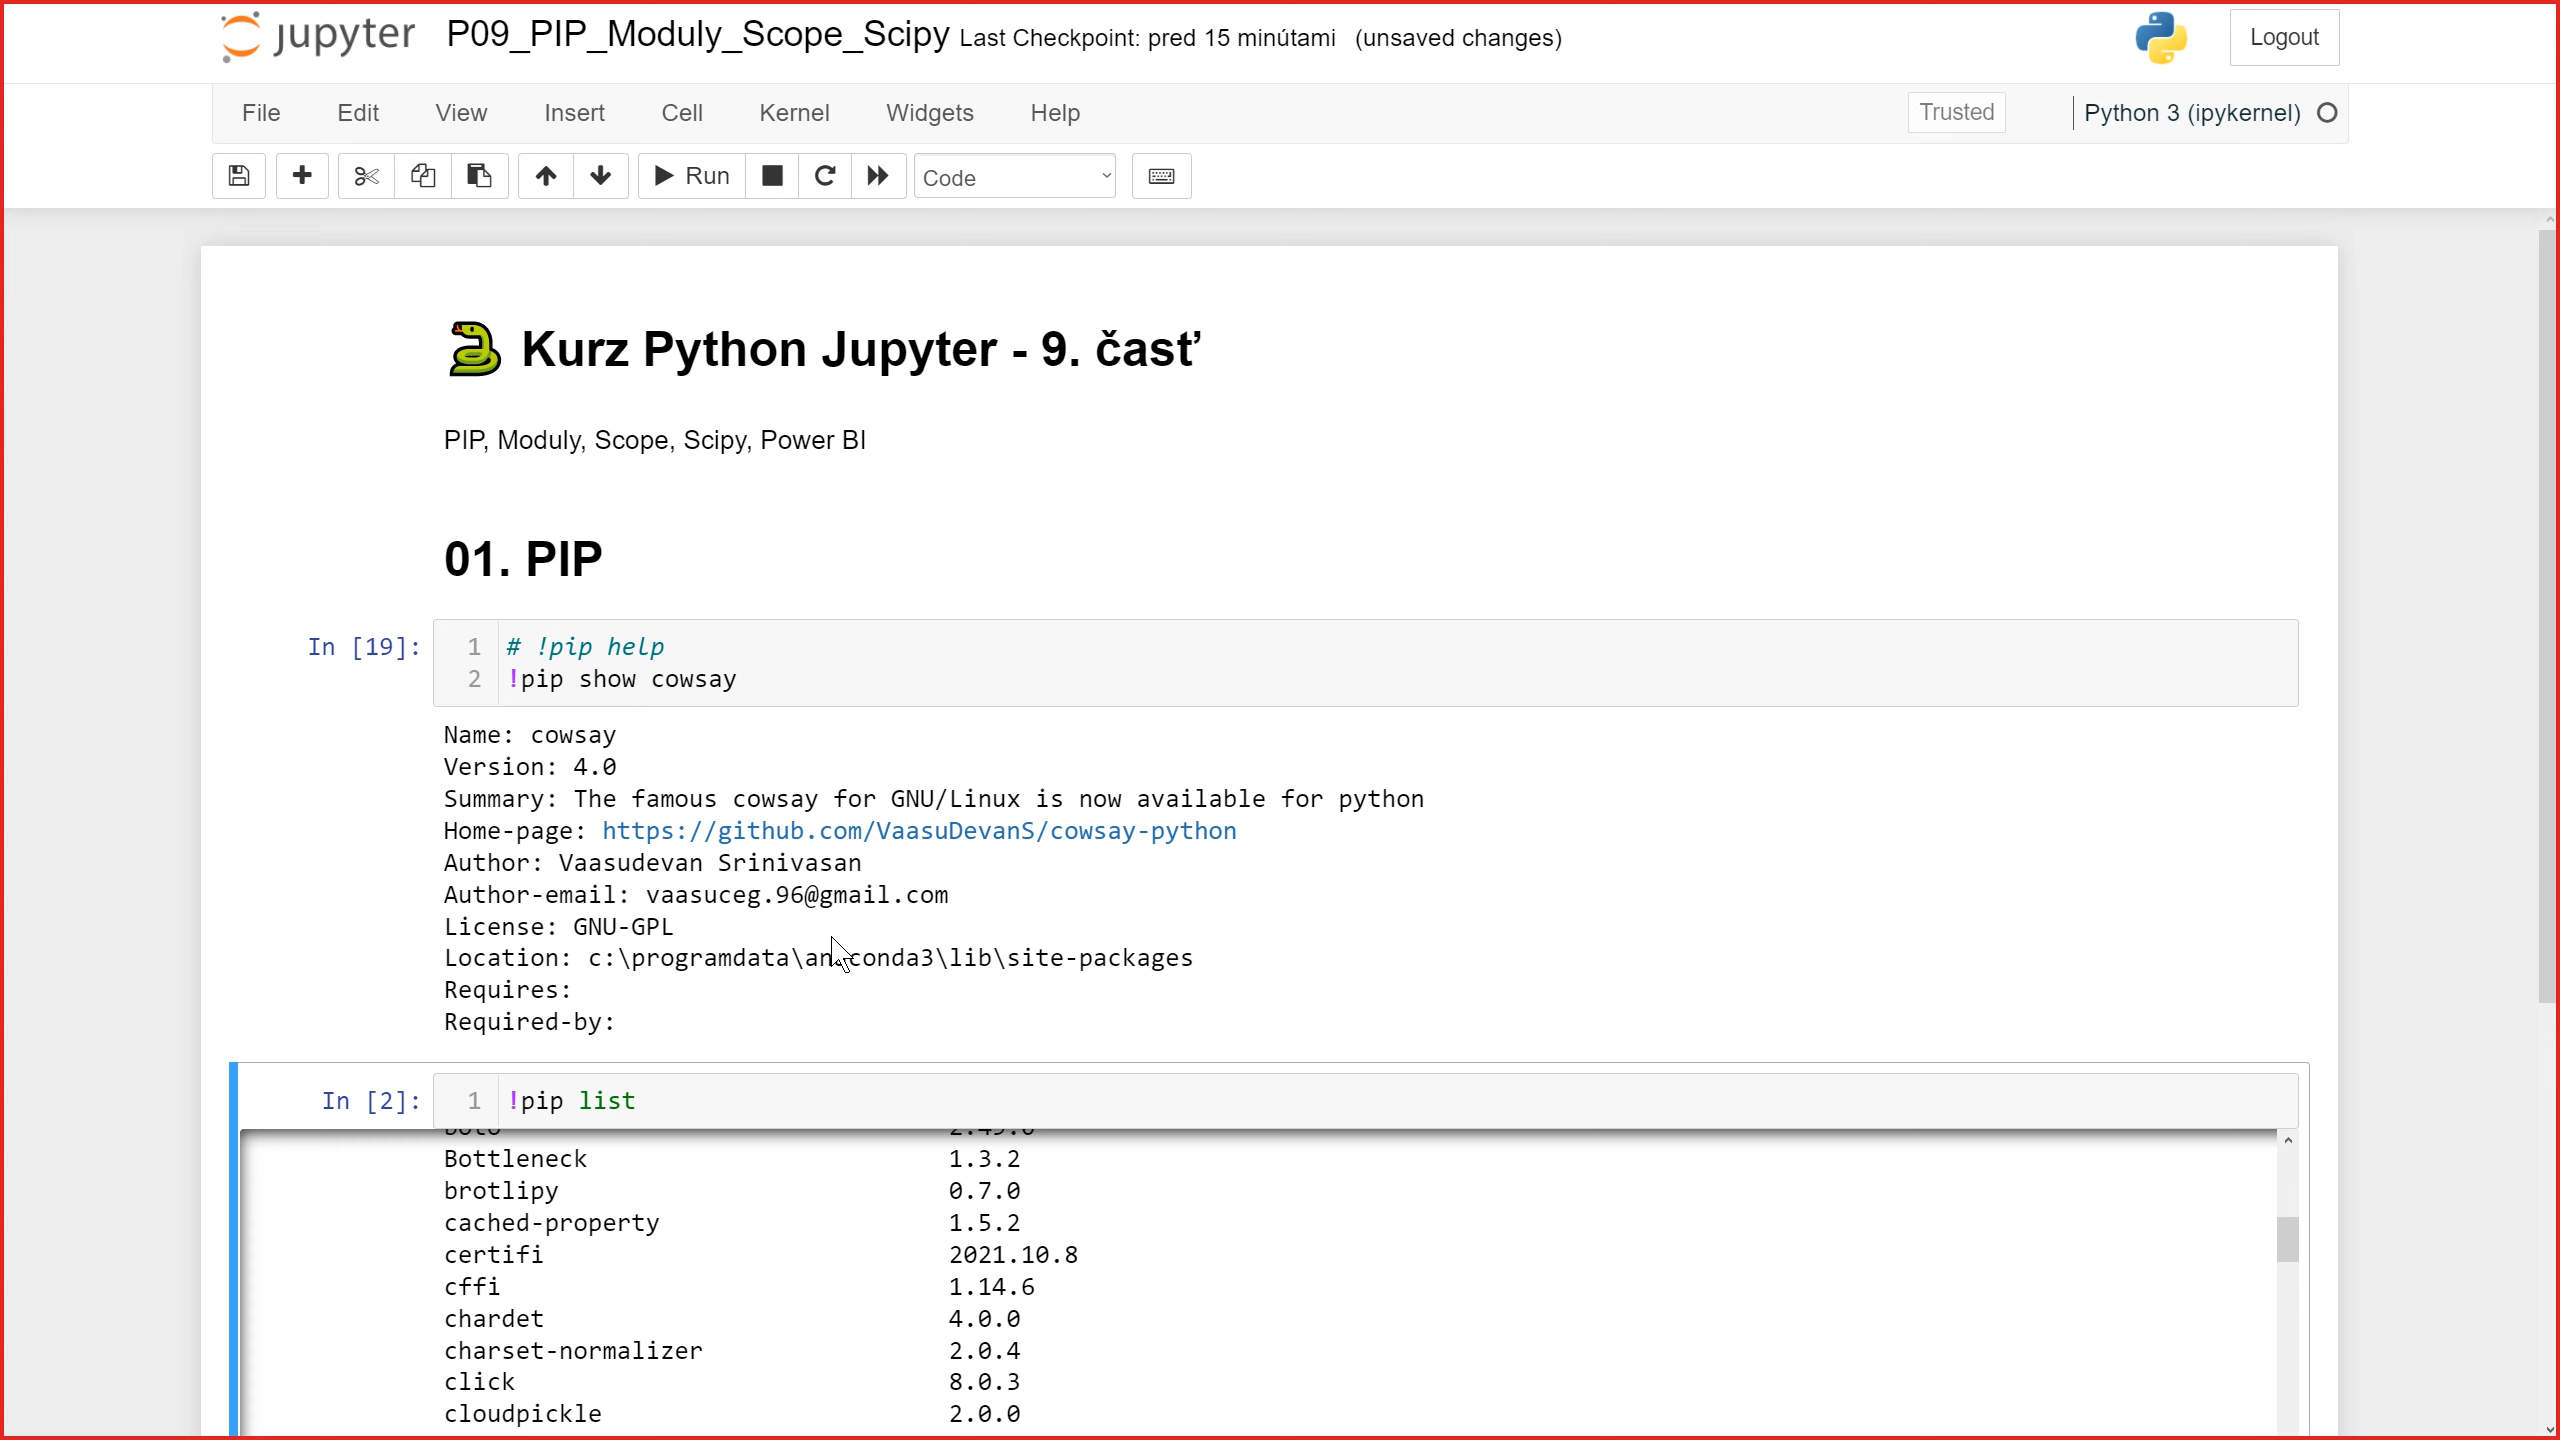 jupyter P09_PIP_Moduly_Scope_Scipy Last Checkpoint: pred 15 minútami (unsaved changes) Logout
File Edit View Insert Cell Kernel Widgets Help Trusted Python 3 (ipykernel)
Run Code
Kurz Python Jupyter - 9. časť
PIP, Moduly, Scope, Scipy, Power BI
01. PIP
In [19]: 1 # !pip help
2 !pip show cowsay
Name: cowsay
Version: 4.0
Summary: The famous cowsay for GNU/Linux is now available for python
Home-page: https://github.com/VaasuDevanS/cowsay-python
Author: Vaasudevan Srinivasan
Author-email: vaasuceg.96@gmail.com
License: GNU-GPL
Location: c:\programdata\anaconda3\lib\site-packages
Requires:
Required-by:
In [2]: 1 !pip list
Bottleneck 1.3.2
brotlipy 0.7.0
cached-property 1.5.2
certifi 2021.10.8
cffi 1.14.6
chardet 4.0.0
charset-normalizer 2.0.4
click 8.0.3
cloudpickle 2.0.0